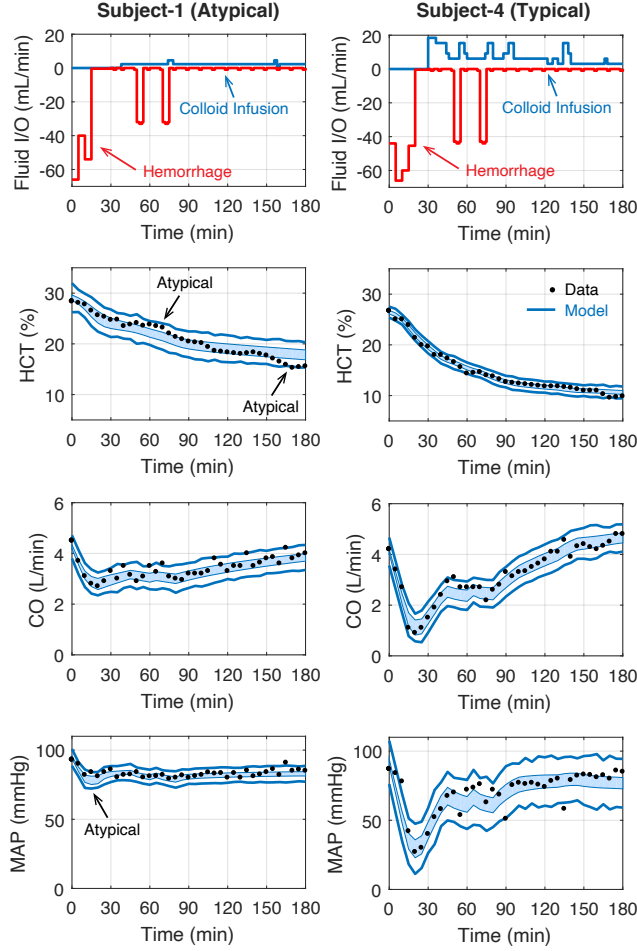 Subject-1 (Atypical)
Subject-4 (Typical)
Fluid I/O (mL/min)
20
0
-20
-40
-60
Colloid Infusion
Hemorrhage
0 30 60 90 120 150 180
Time (min)
Fluid I/O (mL/min)
20
0
-20
-40
-60
Colloid Infusion
Hemorrhage
0 30 60 90 120 150 180
Time (min)
HCT (%)
30
20
10
Atypical
Atypical
0 30 60 90 120 150 180
Time (min)
HCT (%)
30
20
10
Data
Model
0 30 60 90 120 150 180
Time (min)
CO (L/min)
6
4
2
0
0 30 60 90 120 150 180
Time (min)
CO (L/min)
6
4
2
0
0 30 60 90 120 150 180
Time (min)
MAP (mmHg)
100
50
0
Atypical
0 30 60 90 120 150 180
Time (min)
MAP (mmHg)
100
50
0
0 30 60 90 120 150 180
Time (min)